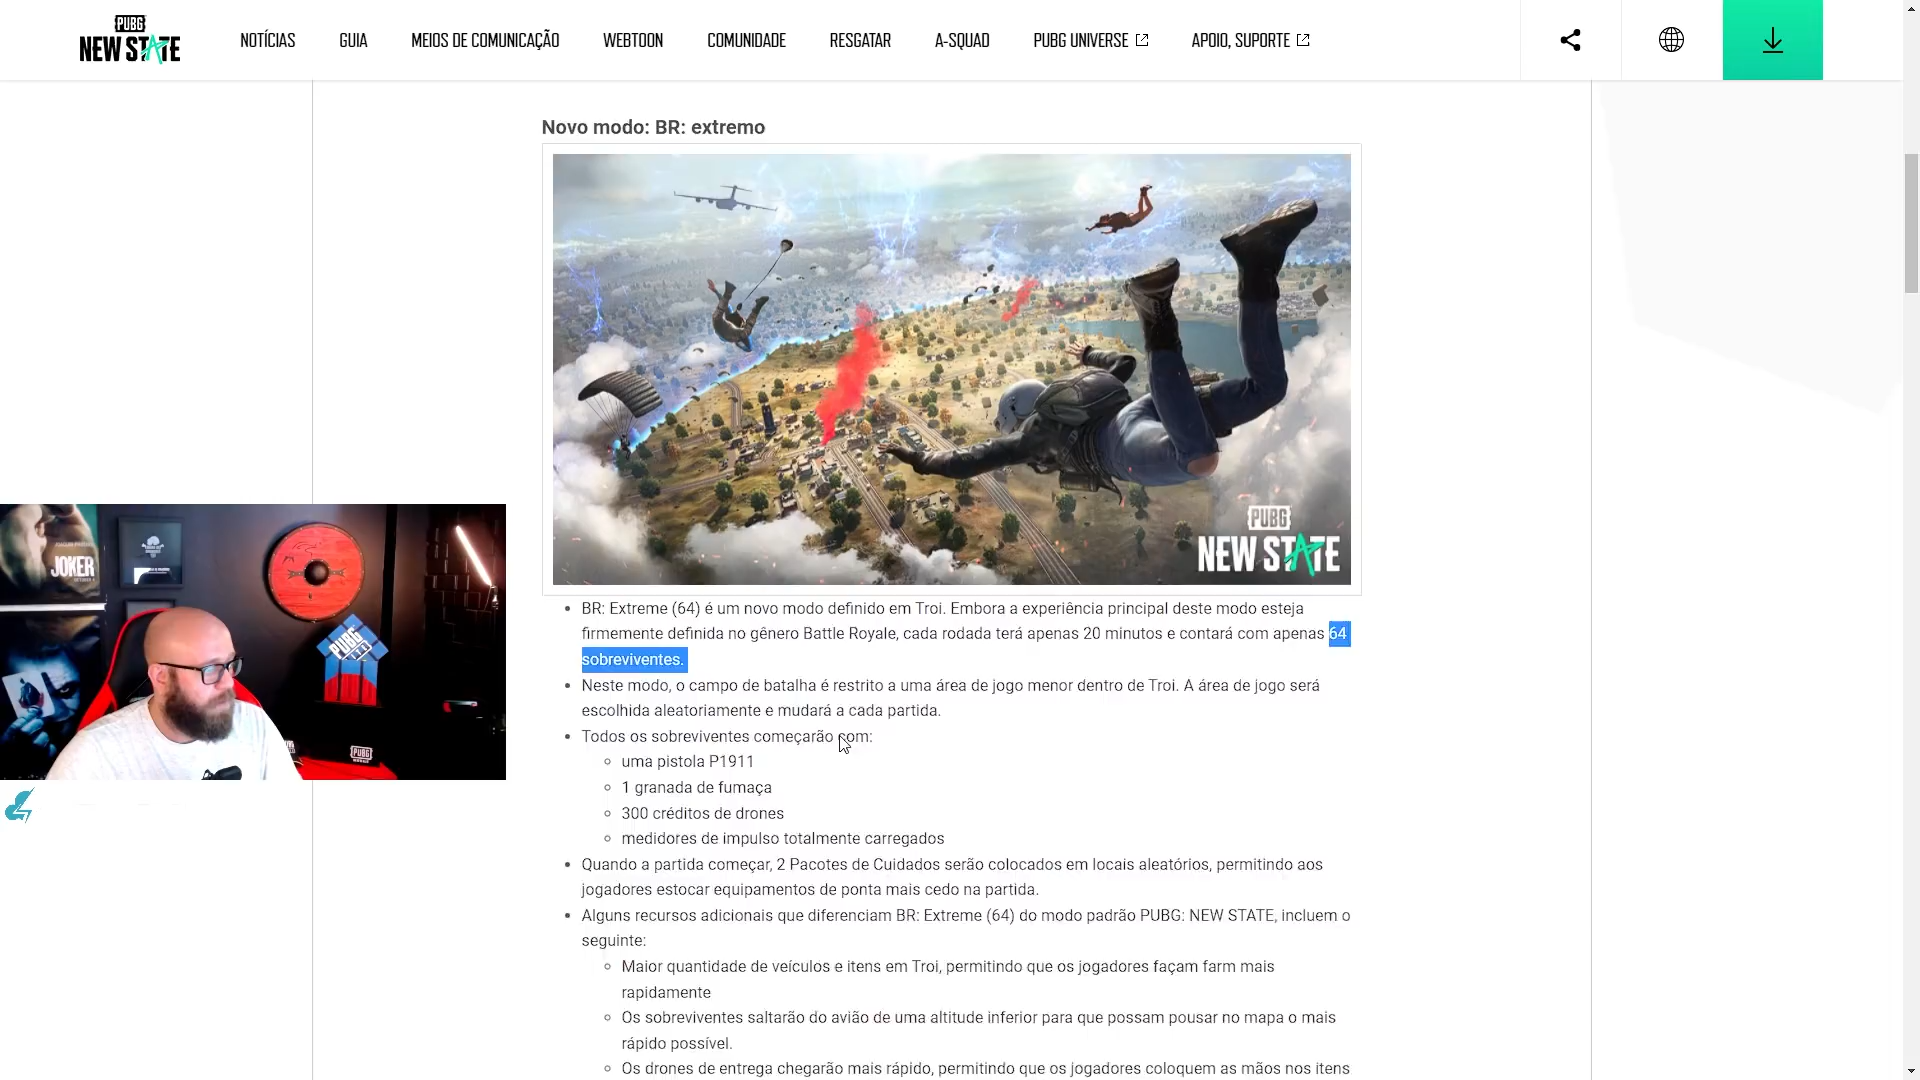 PUBG
NEW STATE
NOTÍCIAS
GUIA
MEIOS DE COMUNICAÇÃO
WEBTOON
COMUNIDADE
RESGATAR
A-SQUAD
PUBG UNIVERSE
APOIO, SUPORTE
Novo modo: BR: extremo
PUBG
NEW STATE
JOKER
PUBG
BR: Extreme (64) é um novo modo definido em Troi. Embora a experiência principal deste modo esteja
firmemente definida no gênero Battle Royale, cada rodada terá apenas 20 minutos e contará com apenas 64
sobreviventes.
Neste modo, o campo de batalha é restrito a uma área de jogo menor dentro de Troi. A área de jogo será
escolhida aleatoriamente e mudará a cada partida.
Todos os sobreviventes começarão com:
uma pistola P1911
1 granada de fumaça
300 créditos de drones
medidores de impulso totalmente carregados
Quando a partida começar, 2 Pacotes de Cuidados serão colocados em locais aleatórios, permitindo aos
jogadores estocar equipamentos de ponta mais cedo na partida.
Alguns recursos adicionais que diferenciam BR: Extreme (64) do modo padrão PUBG: NEW STATE, incluem o
seguinte:
Maior quantidade de veículos e itens em Troi, permitindo que os jogadores façam farm mais
rapidamente
Os sobreviventes saltarão do avião de uma altitude inferior para que possam pousar no mapa o mais
rápido possível.
Os drones de entrega chegarão mais rápido, permitindo que os jogadores coloquem as mãos nos itens